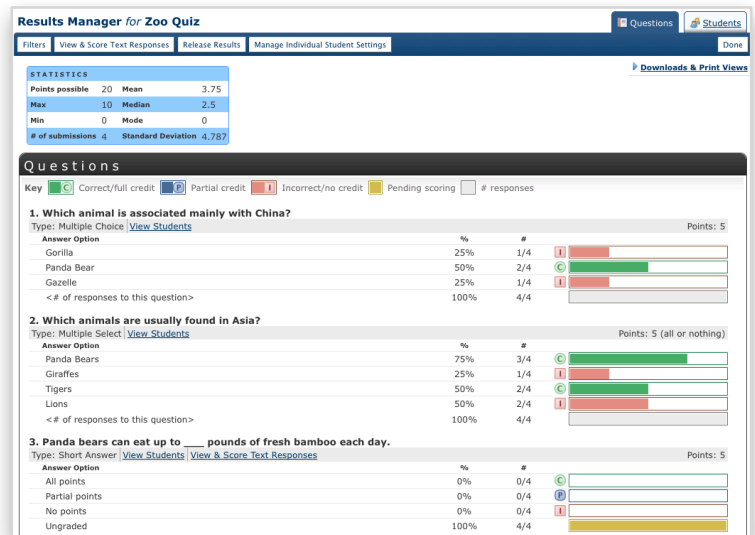 Results Manager for Zoo Quiz
Questions Students
Filters View & Score Text Responses Release Results Manage Individual Student Settings Done
Downloads & Print Views
STATISTICS
Points possible 20 Mean 3.75
Max 10 Median 2.5
Min 0 Mode 0
# of submissions 4 Standard Deviation 4.787
Questions
Key C Correct/full credit P Partial credit I Incorrect/no credit Pending scoring # responses
1. Which animal is associated mainly with China?
Type: Multiple Choice View Students Points: 5
Answer Option % #
Gorilla 25% 1/4 I
Panda Bear 50% 2/4 C
Gazelle 25% 1/4 I
<# of responses to this question> 100% 4/4
2. Which animals are usually found in Asia?
Type: Multiple Select View Students Points: 5 (all or nothing)
Answer Option % #
Panda Bears 75% 3/4 C
Giraffes 25% 1/4 I
Tigers 50% 2/4 C
Lions 50% 2/4 I
<# of responses to this question> 100% 4/4
3. Panda bears can eat up to ___ pounds of fresh bamboo each day.
Type: Short Answer View Students View & Score Text Responses Points: 5
Answer Option % #
All points 0% 0/4 C
Partial points 0% 0/4 P
No points 0% 0/4 I
Ungraded 100% 4/4